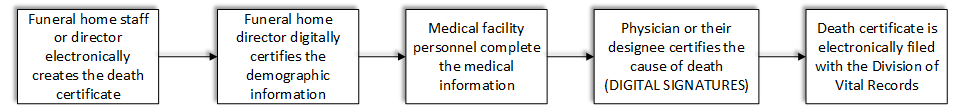 Funeral home staff
or director
electronically
creates the death
certificate
Funeral home
director digitally
certifies the
demographic
information
Medical facility
personnel complete
the medical
information
Physician or their
designee certifies the
cause of death
(DIGITAL SIGNATURES)
Death certificate is
electronically filed
with the Division of
Vital Records